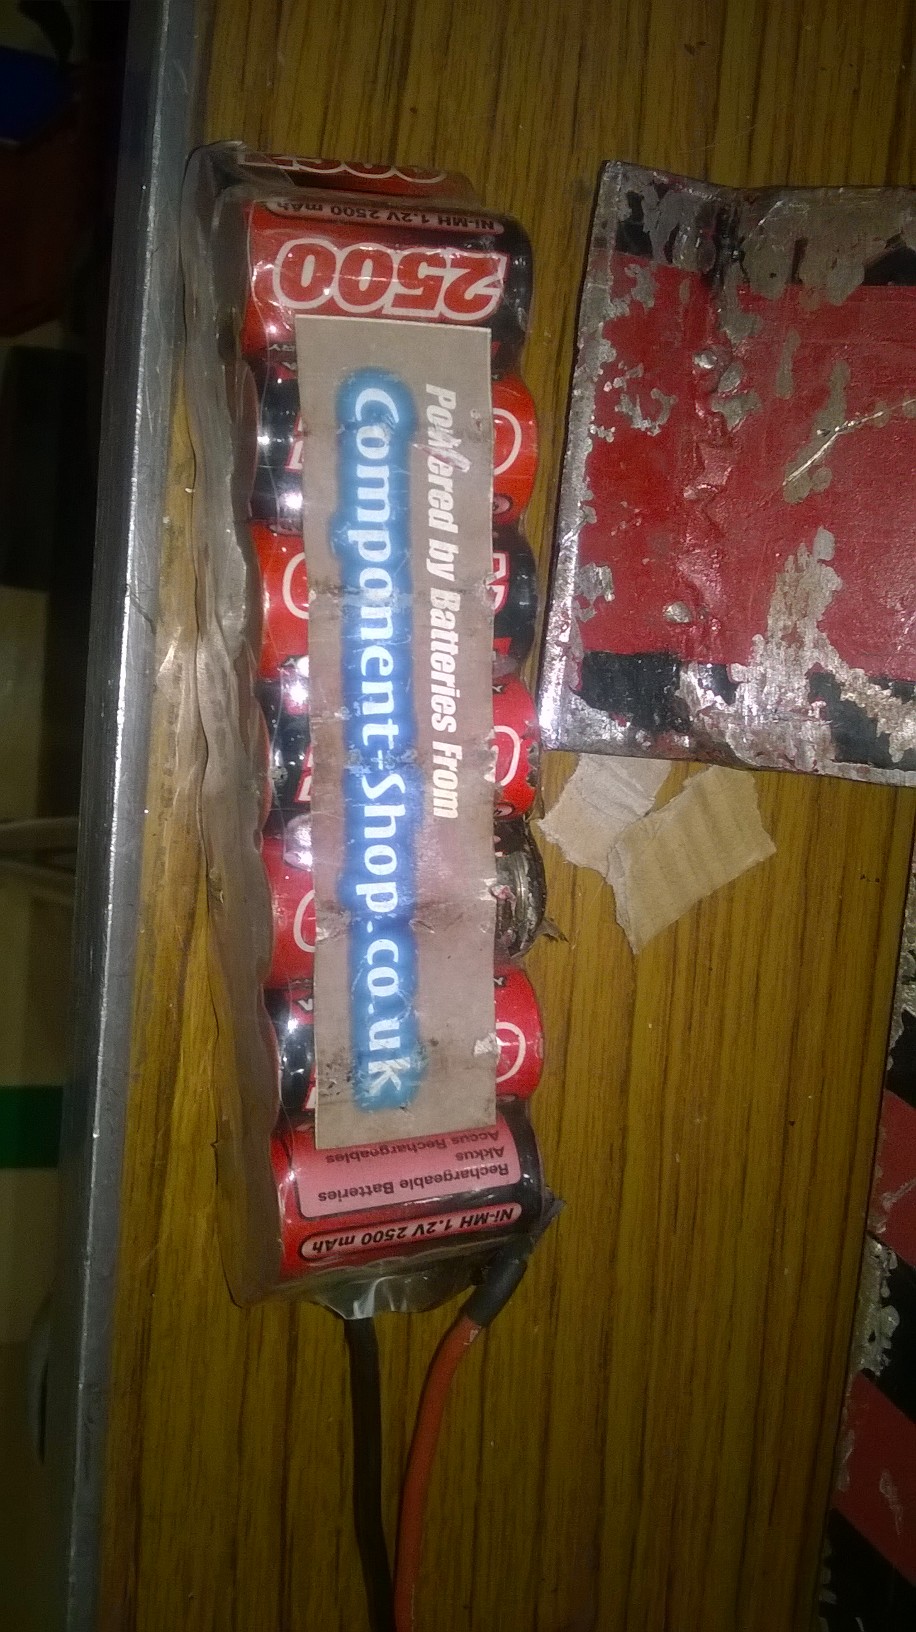 Ni-MH 1.2V 2500 mAh
2500
Powered by Batteries From
Component-Shop.co.uk
Rechargeable Batteries
Akkus
Accus Rechargeables
Ni-MH 1.2V 2500 mAh